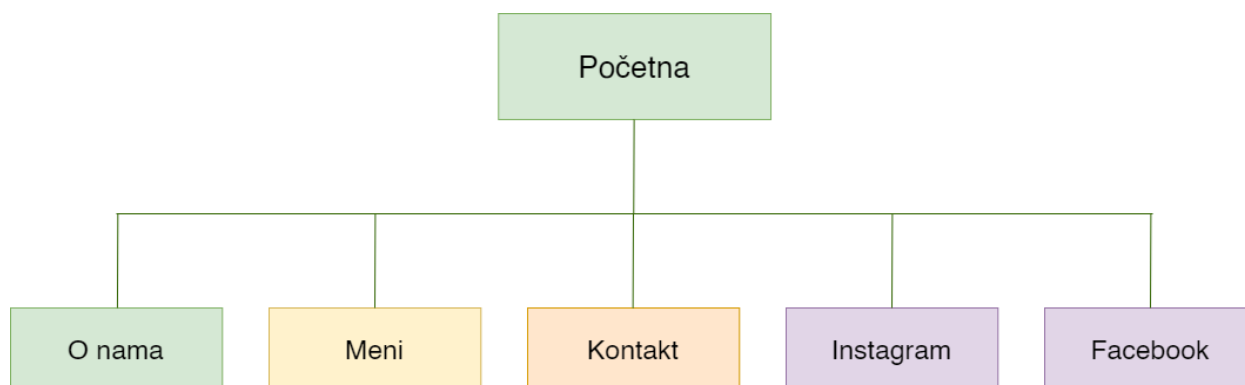 Početna
O nama
Meni
Kontakt
Instagram
Facebook